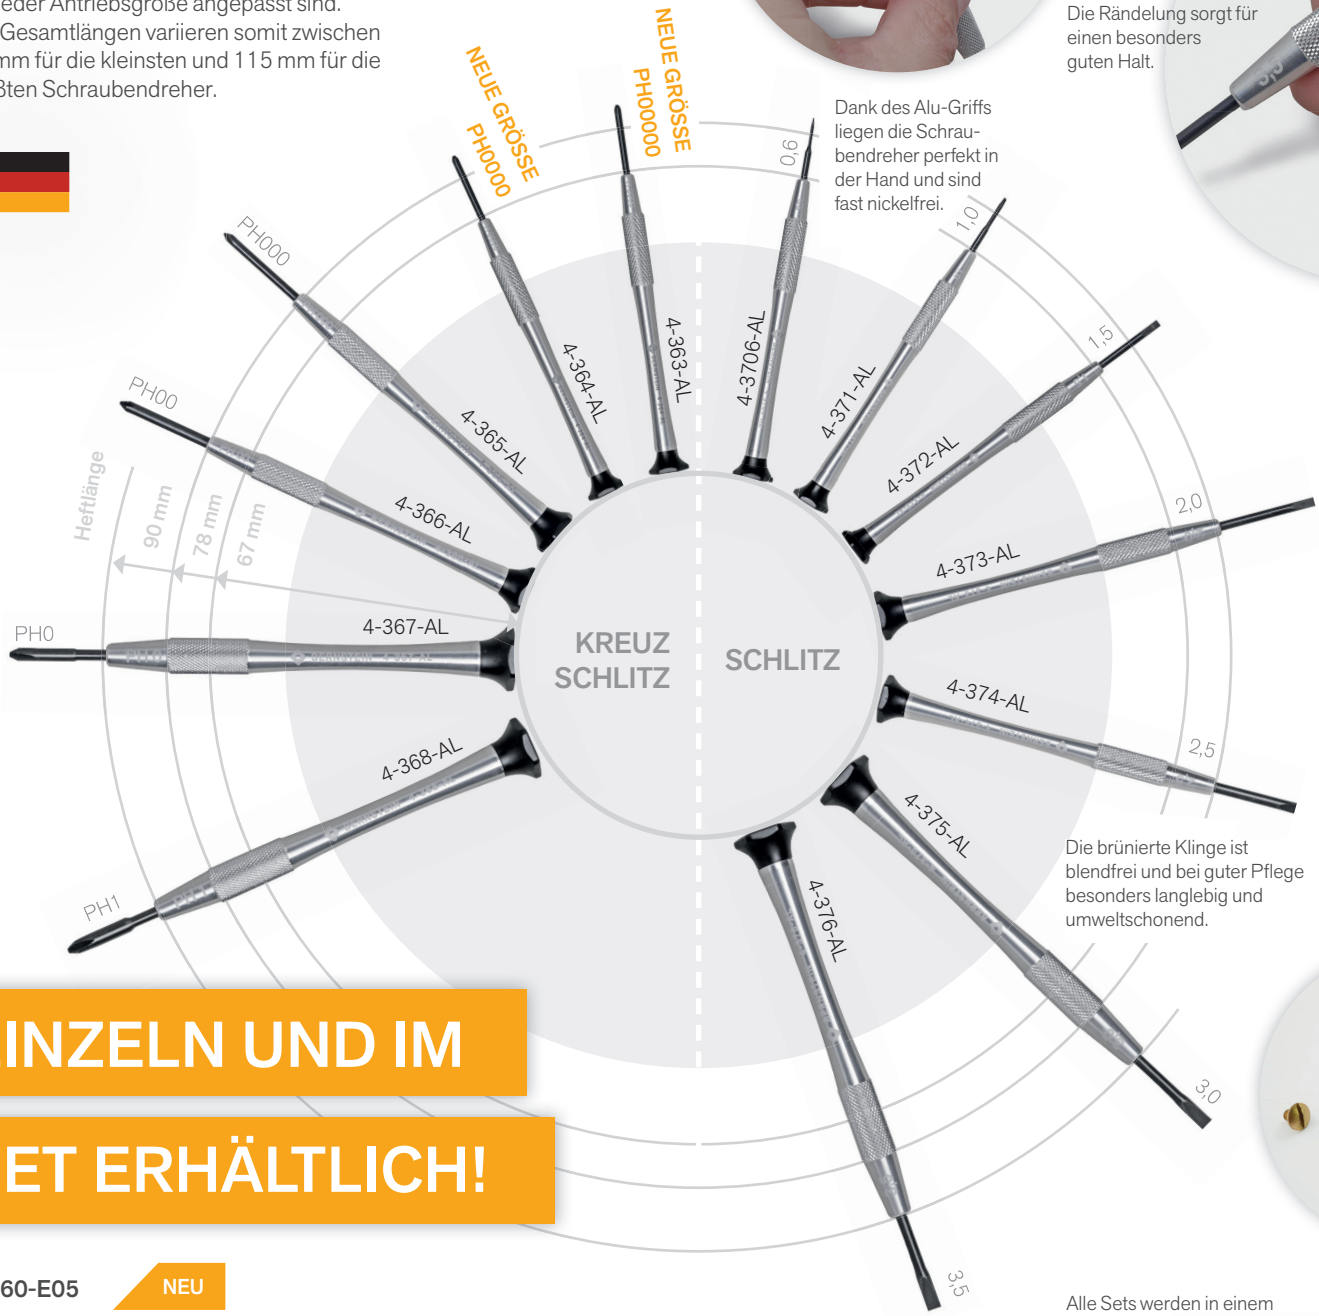 eder Antriebsgröße angepasst sind.
Gesamtlängen variieren somit zwischen
mm für die kleinsten und 115 mm für die
ßten Schraubendreher.
Die Rändelung sorgt für
einen besonders
guten Halt.
Dank des Alu-Griffs
liegen die Schrau-
bendreher perfekt in
der Hand und sind
fast nickelfrei.
NEUE GRÖSSE
PH0000
NEUE GRÖSSE
PH00000
PH000
PH00
PH0
PH1
0,6
1,0
1,5
2,0
2,5
3,0
3,5
4-363-AL
4-364-AL
4-365-AL
4-366-AL
4-367-AL
4-368-AL
4-3706-AL
4-371-AL
4-372-AL
4-373-AL
4-374-AL
4-375-AL
4-376-AL
Heftlänge
90 mm
78 mm
67 mm
KREUZ
SCHLITZ
SCHLITZ
PH0
BERNSTEIN 4-367-AL
Die brünierte Klinge ist
blendfrei und bei guter Pflege
besonders langlebig und
umweltschonend.
INZELN UND IM
ET ERHÄLTLICH!
60-E05
NEU
Alle Sets werden in einem